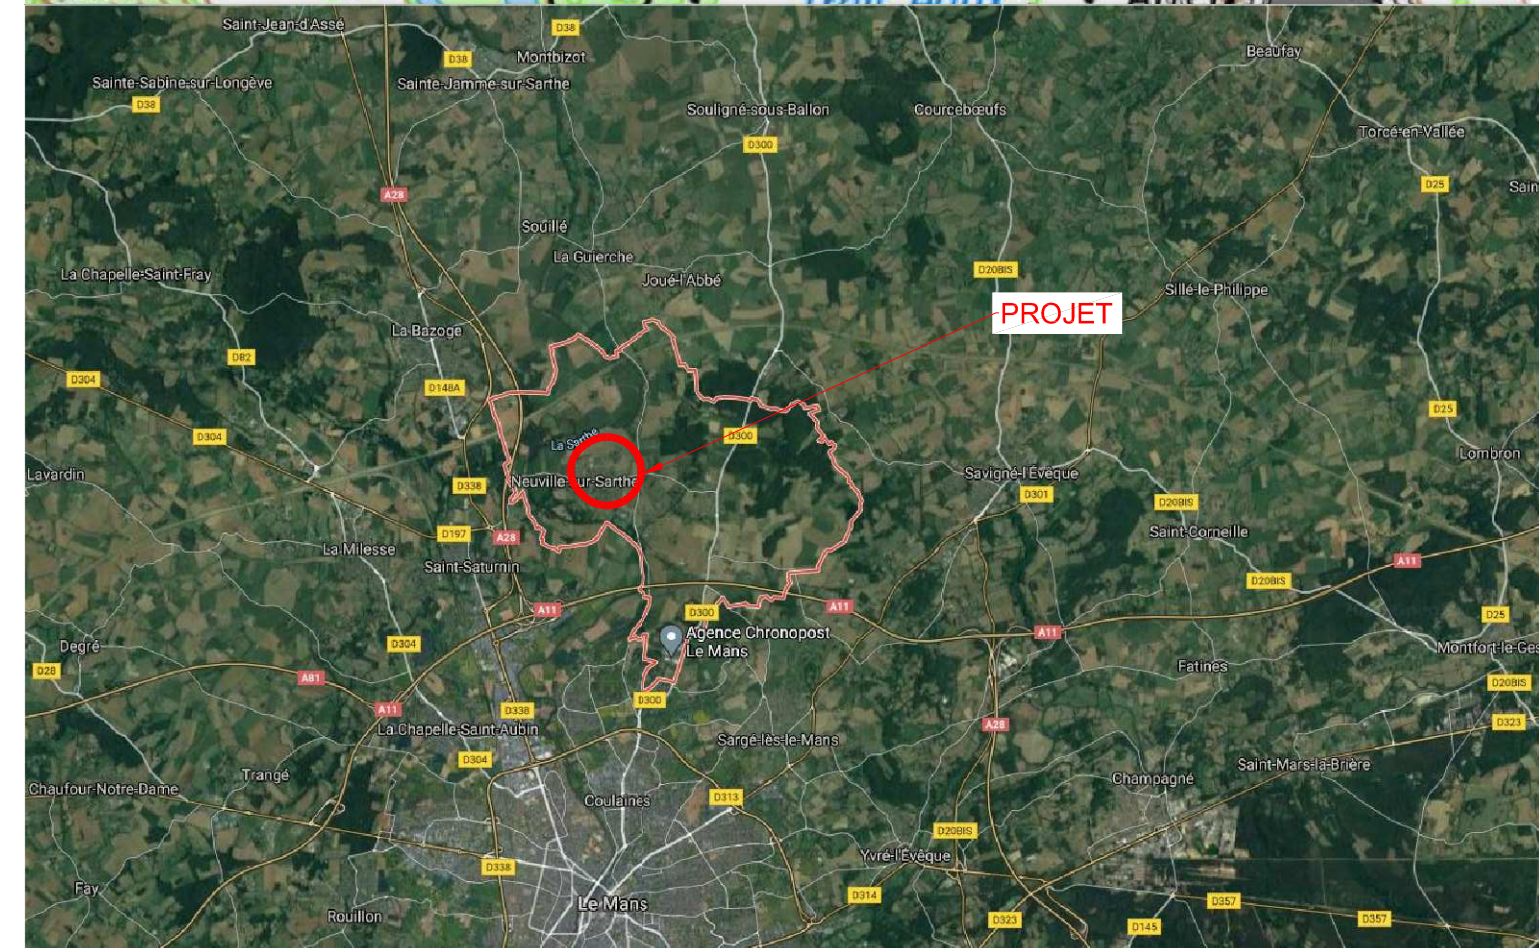 Saint-Jean-d'Assé
D38
Montbizot
Beaufay
D38
Sainte-Sabine-sur-Longève
Sainte-Jamme-sur-Sarthe
D38
Souligné-sous-Ballon
Courcebœufs
Torcé-en-Vallée
D300
D25
Sain
A28
Souillé
La Guierche
La Chapelle-Saint-Fray
Joué-l'Abbé
D20BIS
Sillé-le-Philippe
PROJET
La Bazoge
D82
D304
D148A
D25
D304
La Sarthe
D300
Lombron
Lavardin
Neuville-sur-Sarthe
Savigné-l'Évêque
D338
D301
D20BIS
D197
A28
Saint-Corneille
La Milesse
Saint-Saturnin
A11
D20BIS
A11
D300
A11
D25
Agence Chronopost
Le Mans
A11
Degré
D304
Montfort-le-Ges
D28
A81
Fatines
D20BIS
D300
A11
D338
D323
A28
La Chapelle-Saint-Aubin
Sargé-lès-le-Mans
D304
Saint-Mars-la-Brière
Trangé
Champagné
Chaufour-Notre-Dame
Coulaines
D313
D20BIS
Yvré-l'Évêque
D338
Fay
D314
Le Mans
D357
Rouillon
D323
D357
D145